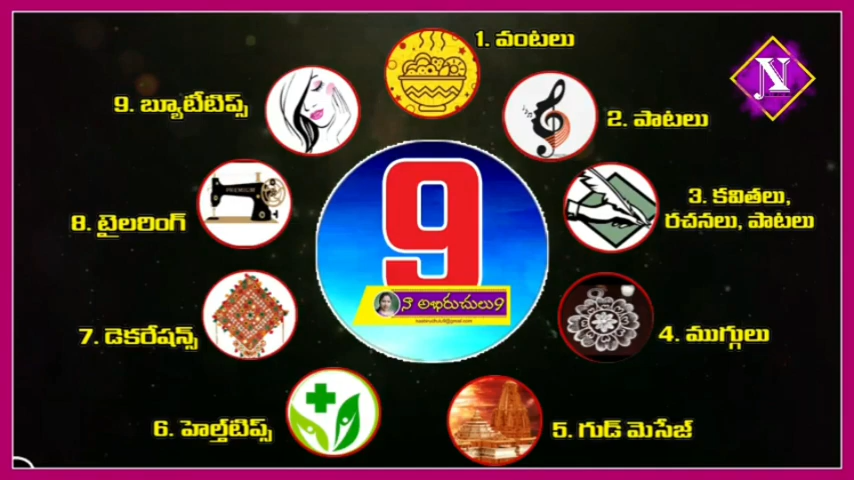 1. వంటలు
2. పాటలు
3. కవితలు,
రచనలు, పాటలు
4. ముగ్గులు
5. గుడ్ మెసేజ్
6. హెల్త్‌టిప్స్
7. డెకరేషన్స్
8. టైలరింగ్
9. బ్యూటీటిప్స్
9
నా అభిరుచులు9
PREMIUM
N